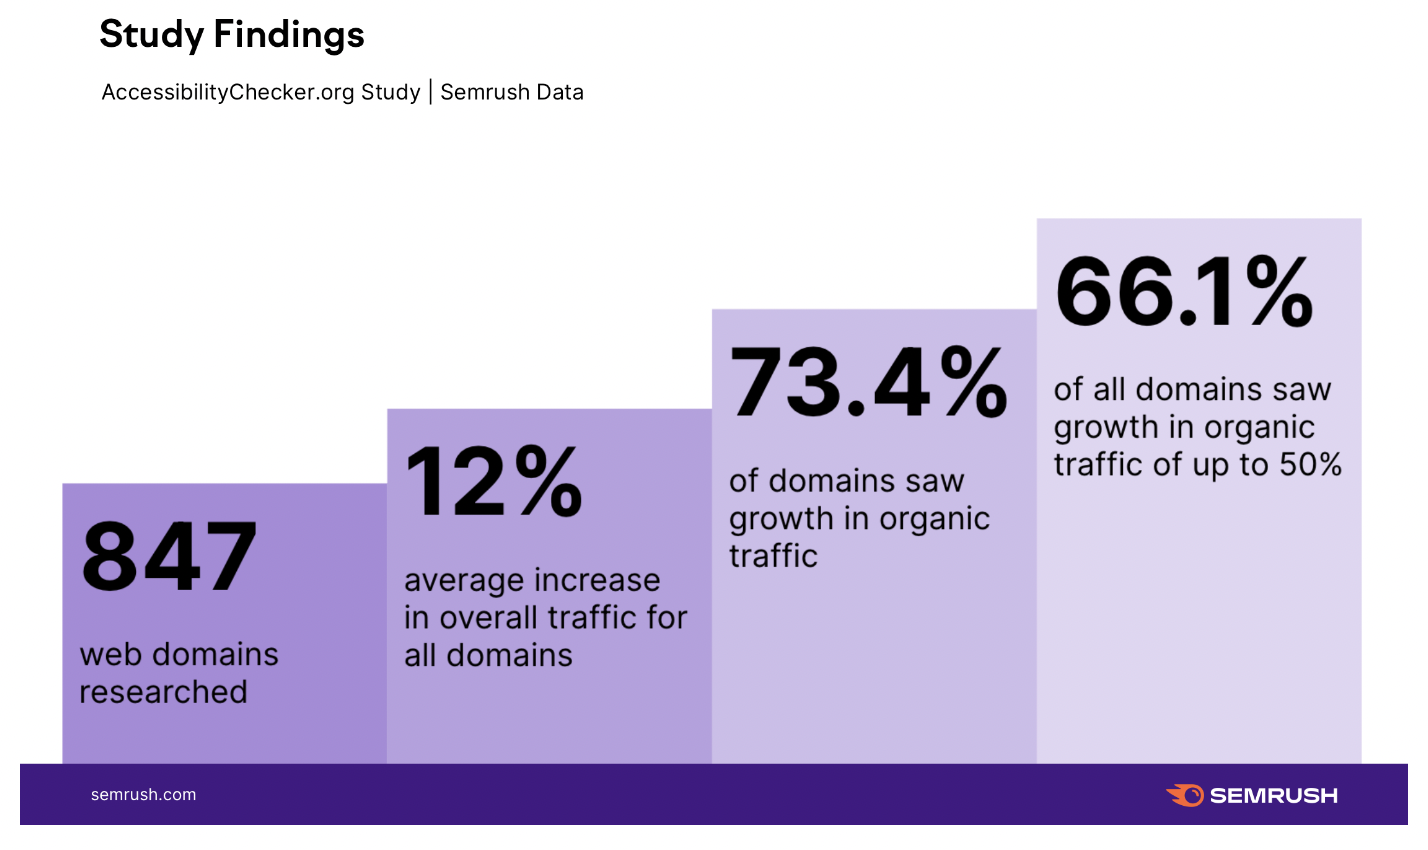 Study Findings
AccessibilityChecker.org Study | Semrush Data
847
web domains
researched
12%
average increase
in overall traffic for
all domains
73.4%
of domains saw
growth in organic
traffic
66.1%
of all domains saw
growth in organic
traffic of up to 50%
semrush.com
SEMRUSH